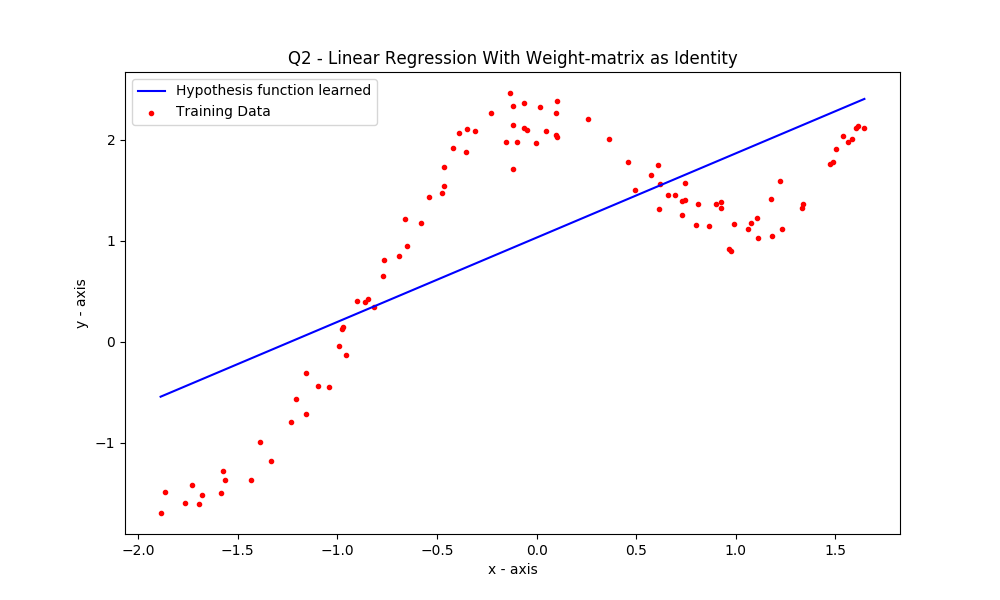 Q2 - Linear Regression With Weight-matrix as Identity
Hypothesis function learned
Training Data
2
1
0
−1
y - axis
−2.0 −1.5 −1.0 −0.5 0.0 0.5 1.0 1.5
x - axis